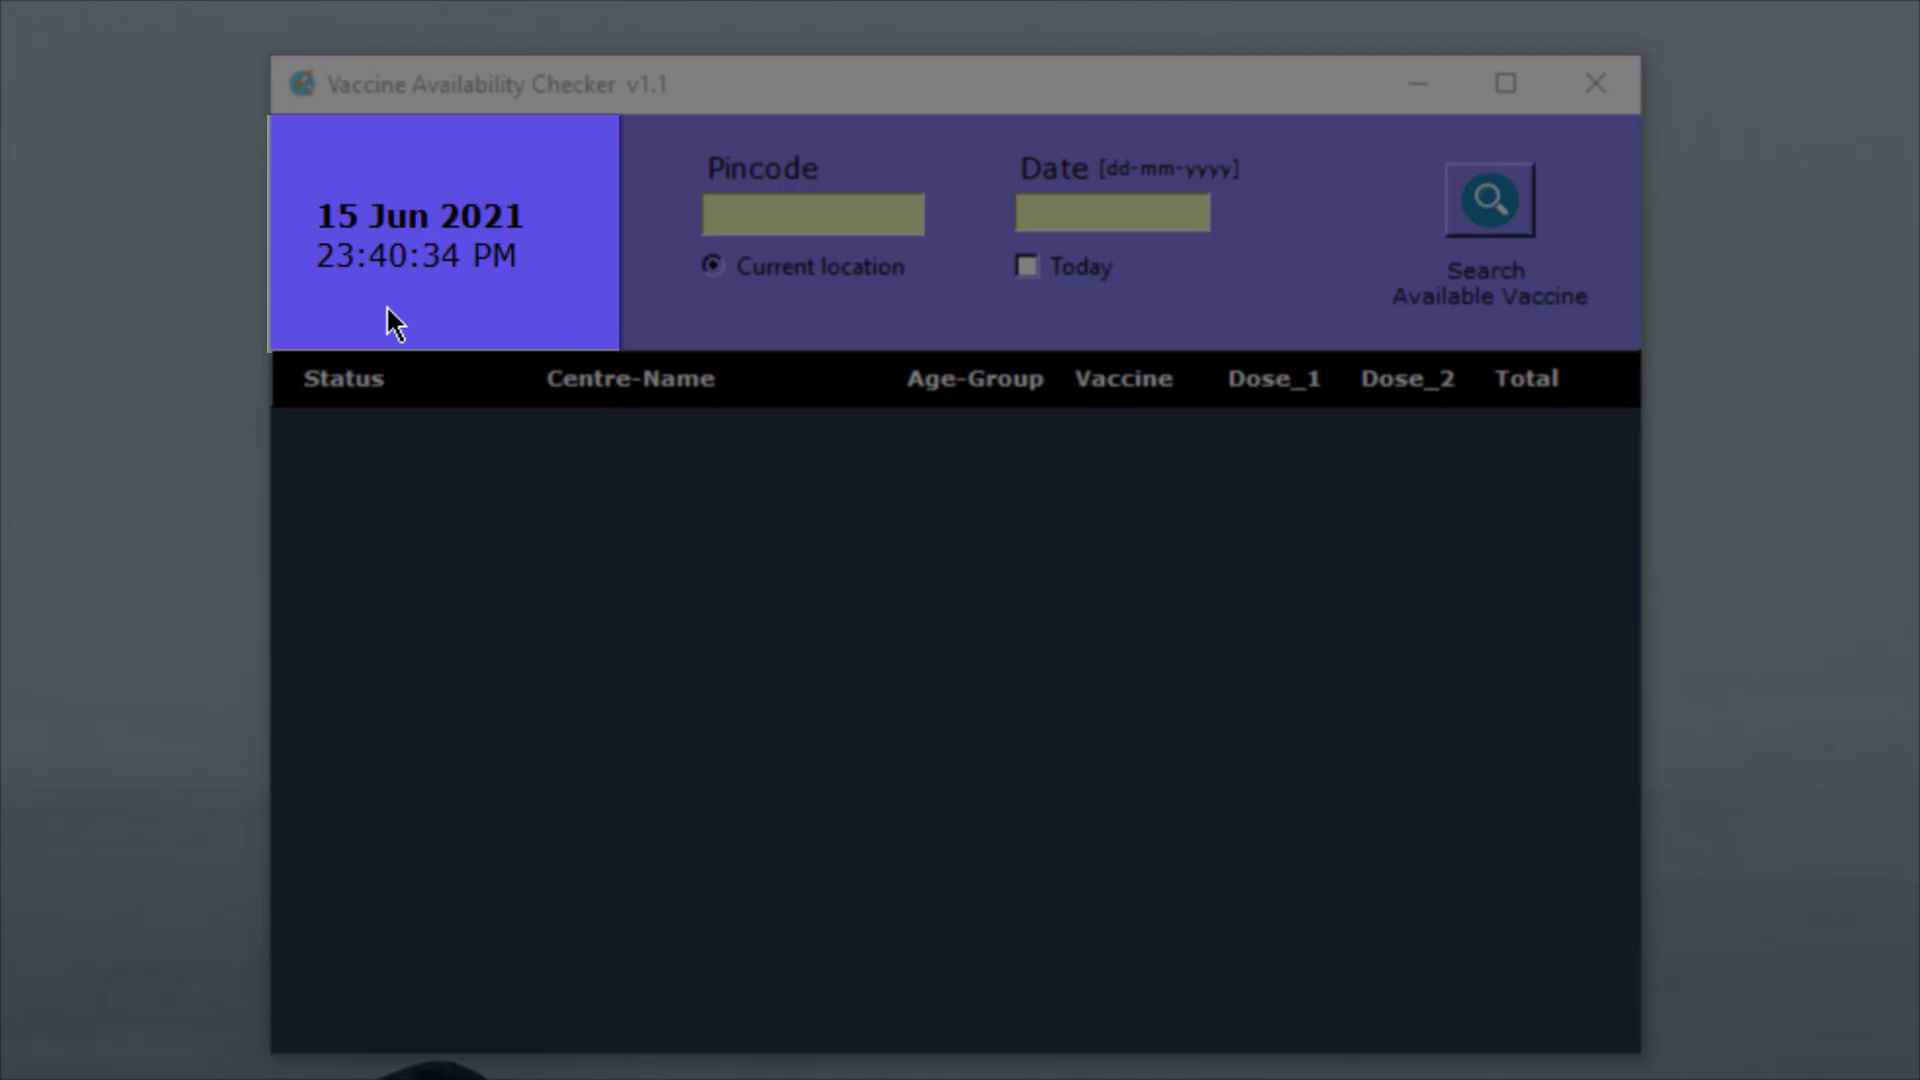 Vaccine Availability Checker v1.1
15 Jun 2021
23:40:34 PM
Pincode
Current location
Date [dd-mm-yyyy]
Today
Search
Available Vaccine
Status Centre-Name Age-Group Vaccine Dose_1 Dose_2 Total